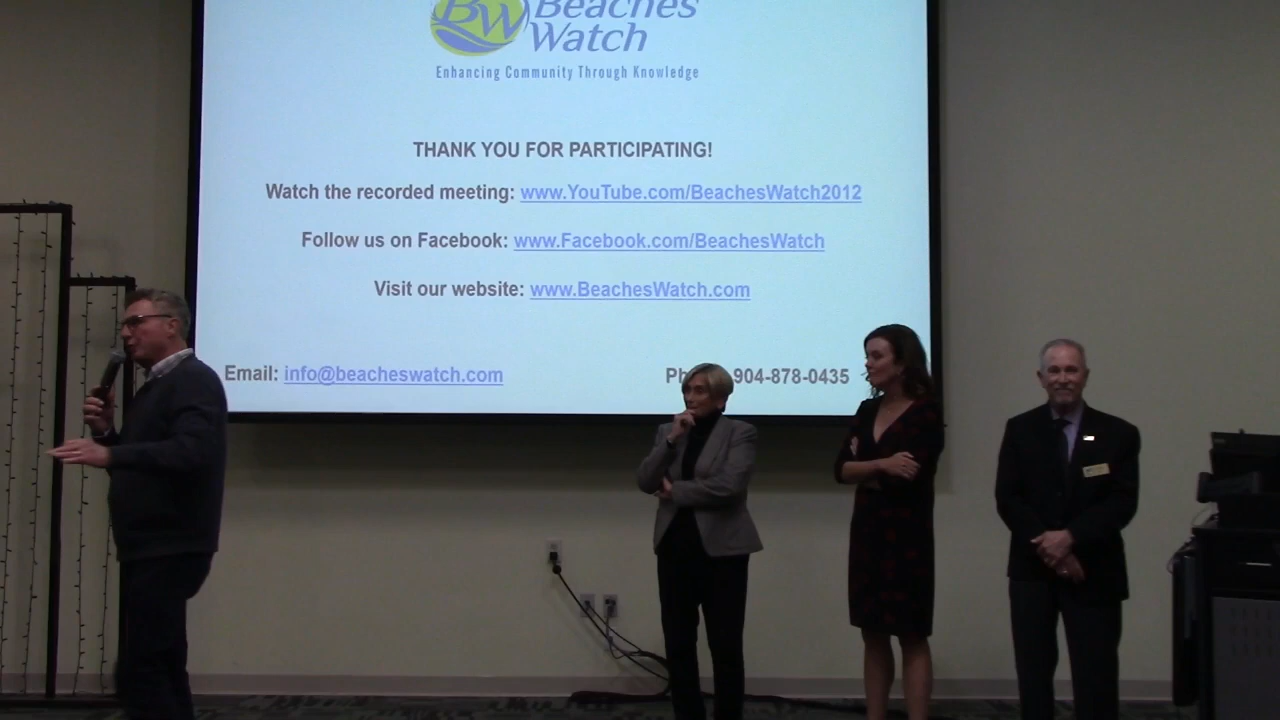 BW Beaches
Watch
Enhancing Community Through Knowledge
THANK YOU FOR PARTICIPATING!
Watch the recorded meeting: www.YouTube.com/BeachesWatch2012
Follow us on Facebook: www.Facebook.com/BeachesWatch
Visit our website: www.BeachesWatch.com
Email: info@beacheswatch.com
Ph 904-878-0435